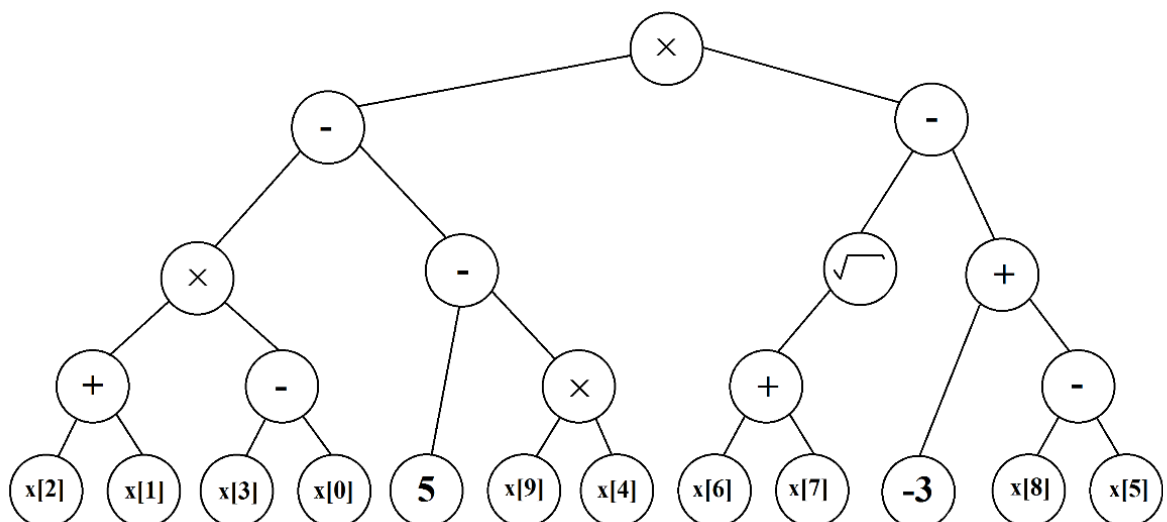 ×
- -
× - √ +
+ - × + -
x[2] x[1] x[3] x[0] 5 x[9] x[4] x[6] x[7] -3 x[8] x[5]